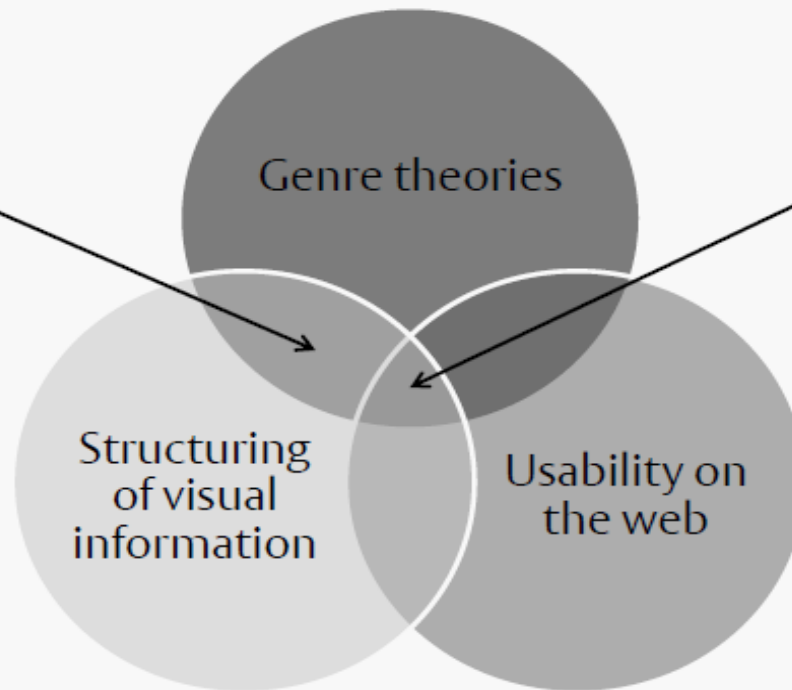 Genre theories
Structuring
of visual
information
Usability on
the web